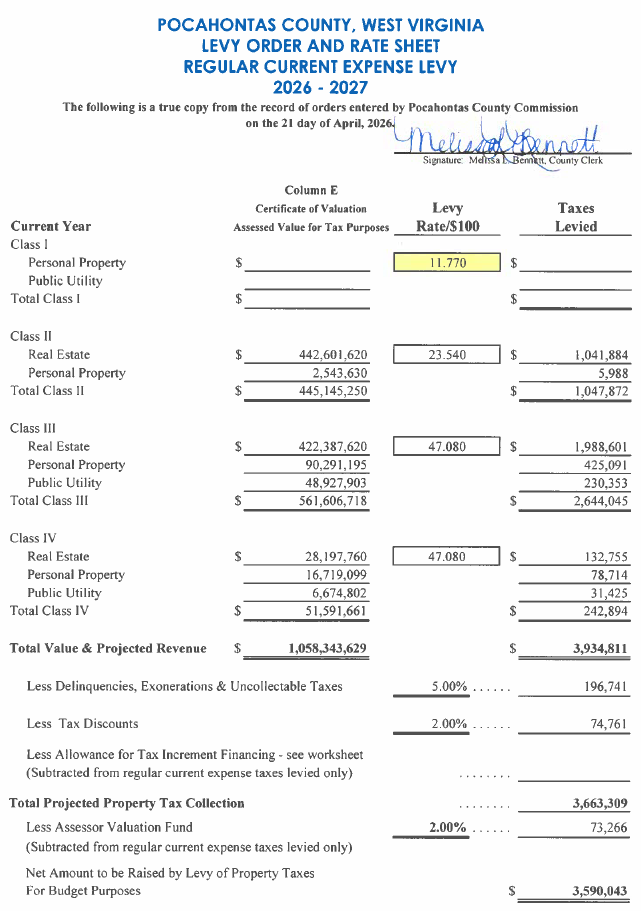 POCAHONTAS COUNTY, WEST VIRGINIA
LEVY ORDER AND RATE SHEET
REGULAR CURRENT EXPENSE LEVY
2026 - 2027
The following is a true copy from the record of orders entered by Pocahontas County Commission
on the 21 day of April, 2026.
Melissa L Bennett
Signature: Melissa L. Bennett, County Clerk
Column E
Certificate of Valuation Levy Taxes
Current Year Assessed Value for Tax Purposes Rate/$100 Levied
Class I
Personal Property $ 11.770 $
Public Utility
Total Class I $ $
Class II
Real Estate $ 442,601,620 23.540 $ 1,041,884
Personal Property 2,543,630 5,988
Total Class II $ 445,145,250 $ 1,047,872
Class III
Real Estate $ 422,387,620 47.080 $ 1,988,601
Personal Property 90,291,195 425,091
Public Utility 48,927,903 230,353
Total Class III $ 561,606,718 $ 2,644,045
Class IV
Real Estate $ 28,197,760 47.080 $ 132,755
Personal Property 16,719,099 78,714
Public Utility 6,674,802 31,425
Total Class IV $ 51,591,661 $ 242,894
Total Value & Projected Revenue $ 1,058,343,629 $ 3,934,811
Less Delinquencies, Exonerations & Uncollectable Taxes 5.00% ...... 196,741
Less Tax Discounts 2.00% ...... 74,761
Less Allowance for Tax Increment Financing - see worksheet
(Subtracted from regular current expense taxes levied only) ........
Total Projected Property Tax Collection ........ 3,663,309
Less Assessor Valuation Fund 2.00% ...... 73,266
(Subtracted from regular current expense taxes levied only)
Net Amount to be Raised by Levy of Property Taxes
For Budget Purposes $ 3,590,043